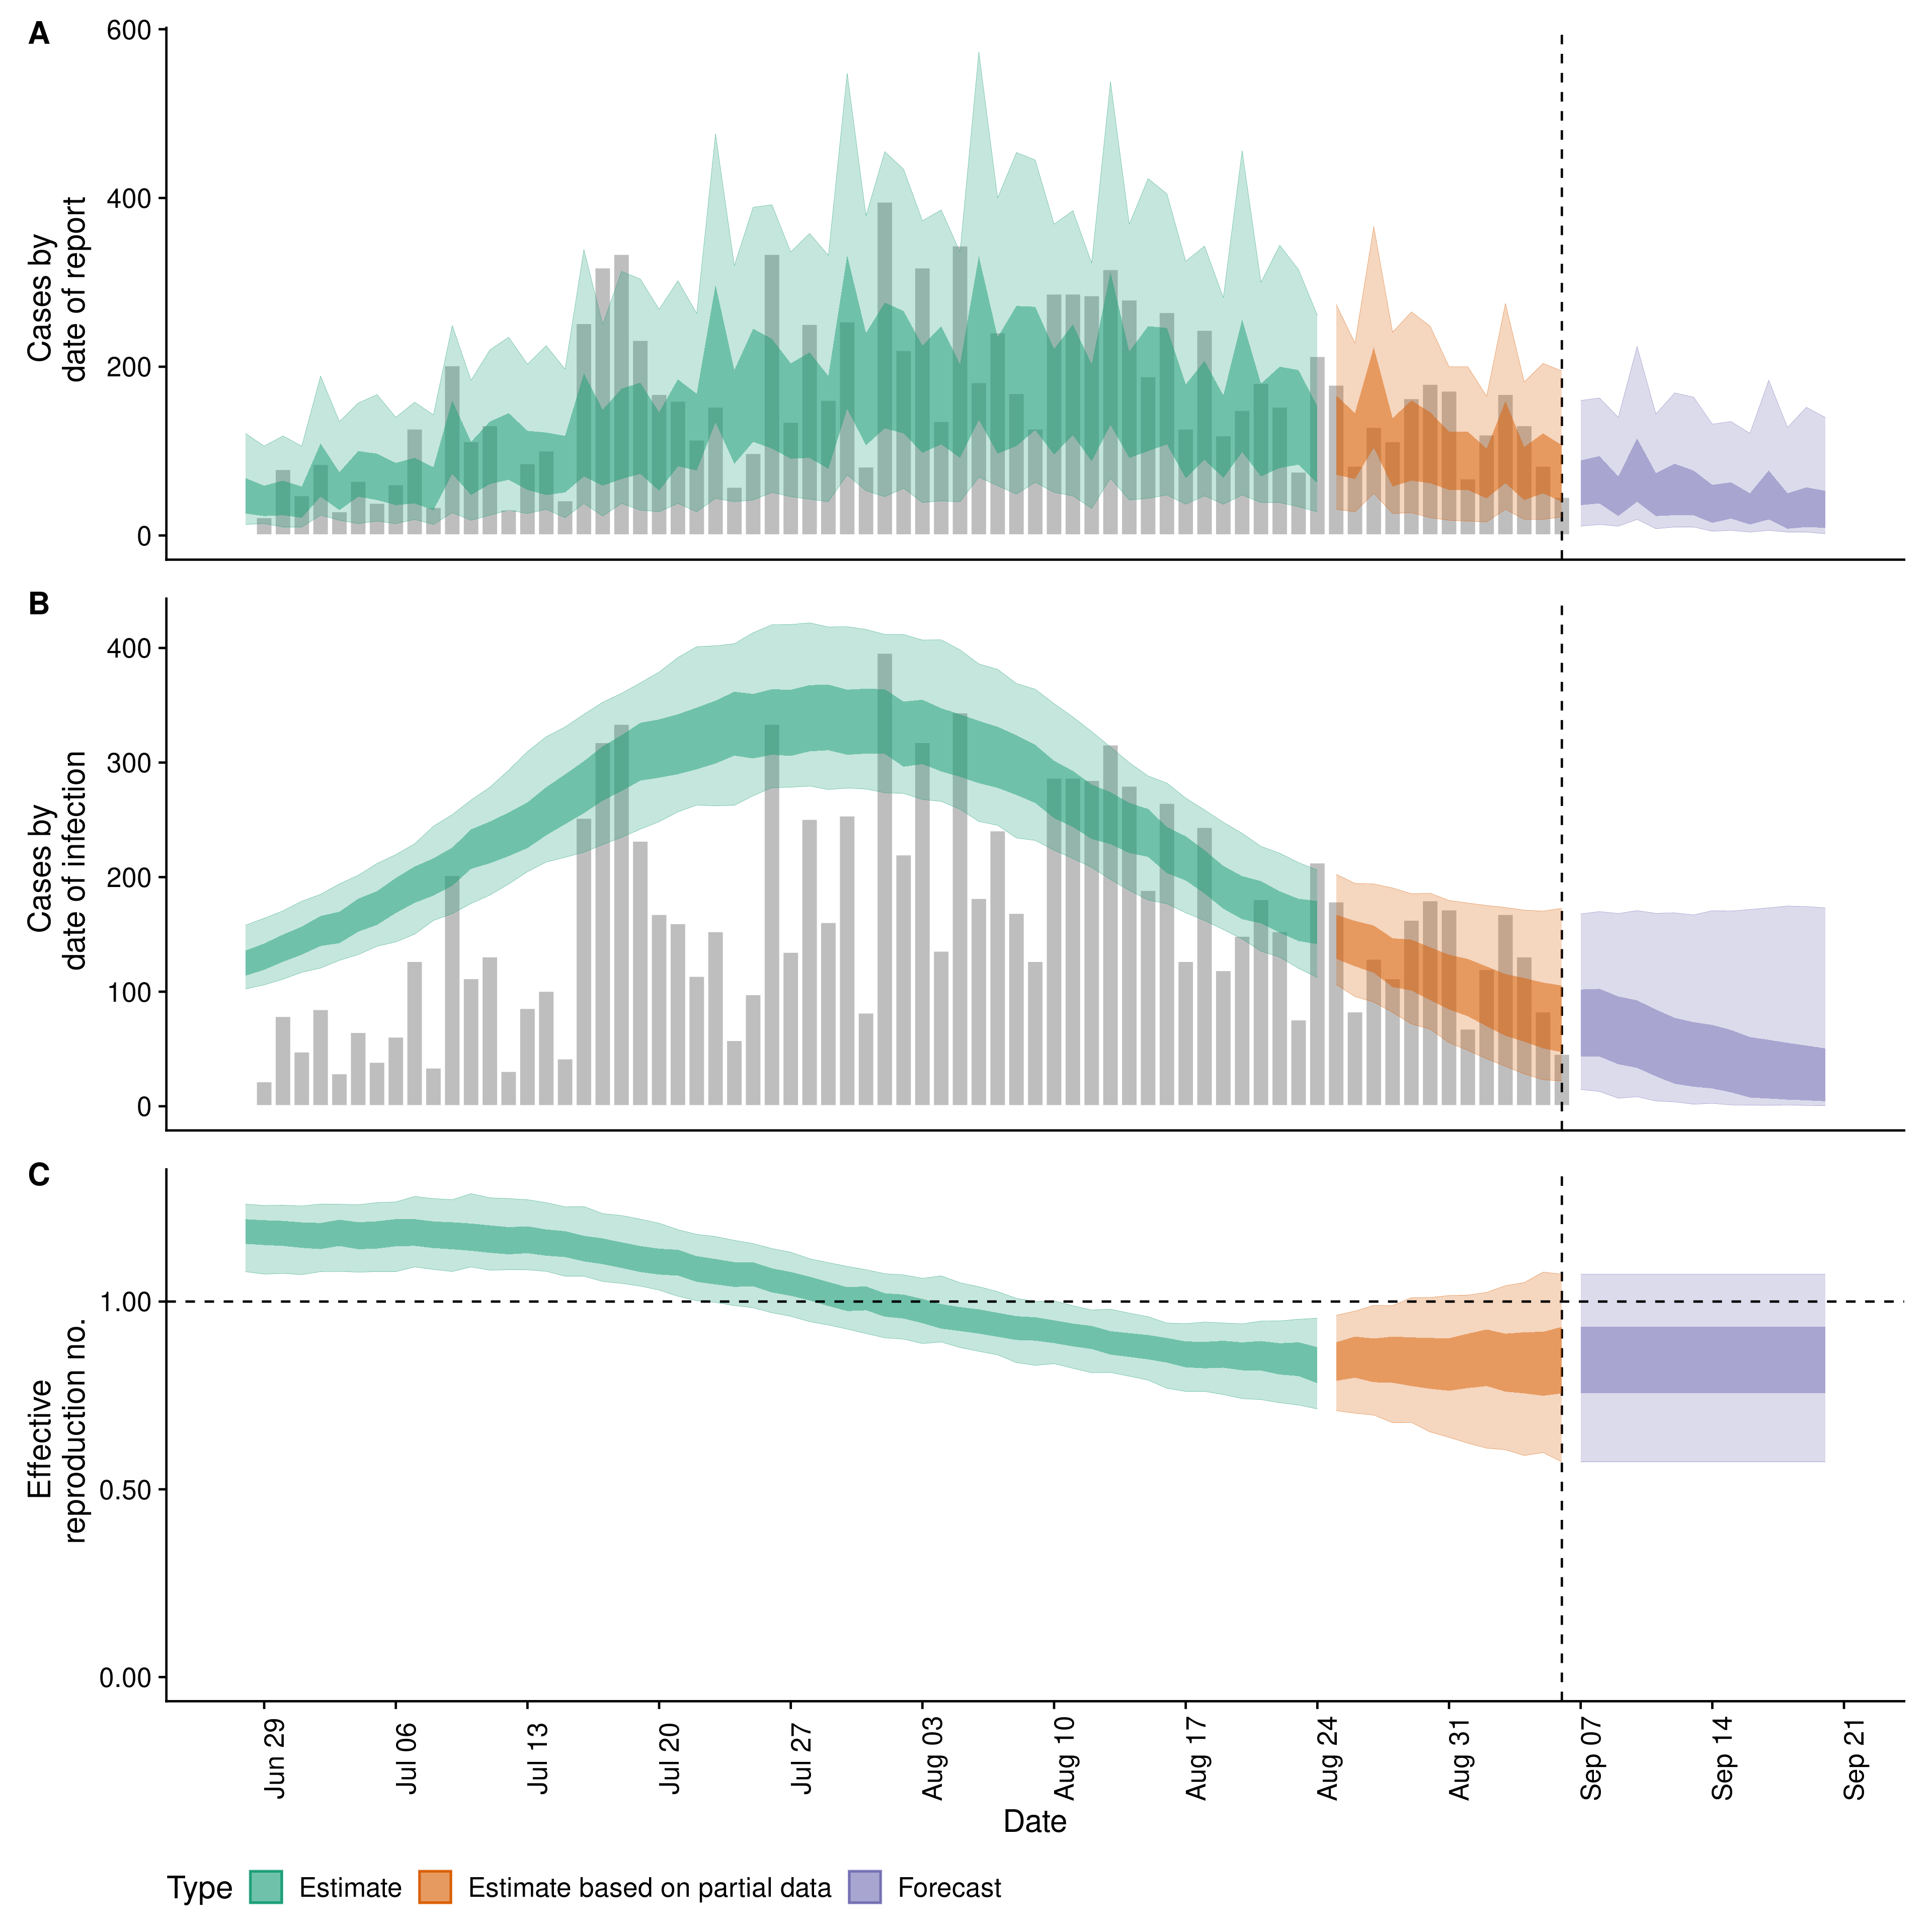 A
Cases by
date of report
600
400
200
0
B
Cases by
date of infection
400
300
200
100
0
C
Effective
reproduction no.
1.00
0.50
0.00
Jun 29
Jul 06
Jul 13
Jul 20
Jul 27
Aug 03
Aug 10
Aug 17
Aug 24
Aug 31
Sep 07
Sep 14
Sep 21
Date
Type Estimate Estimate based on partial data Forecast